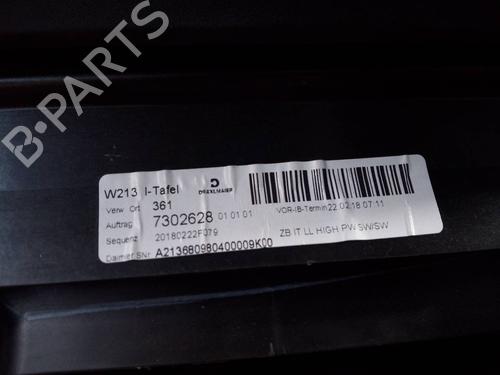 W213 I-Tafel
DRÄXLMAIER
Verw Ort 361
Auftrag 7302628 01 01 01
VOR-IB-Termin22.02.18 07:11
Sequenz 20180222F079
ZB IT LL HIGH PW SW/SW
Daimler SNr A213680980400009K00
B-PARTS